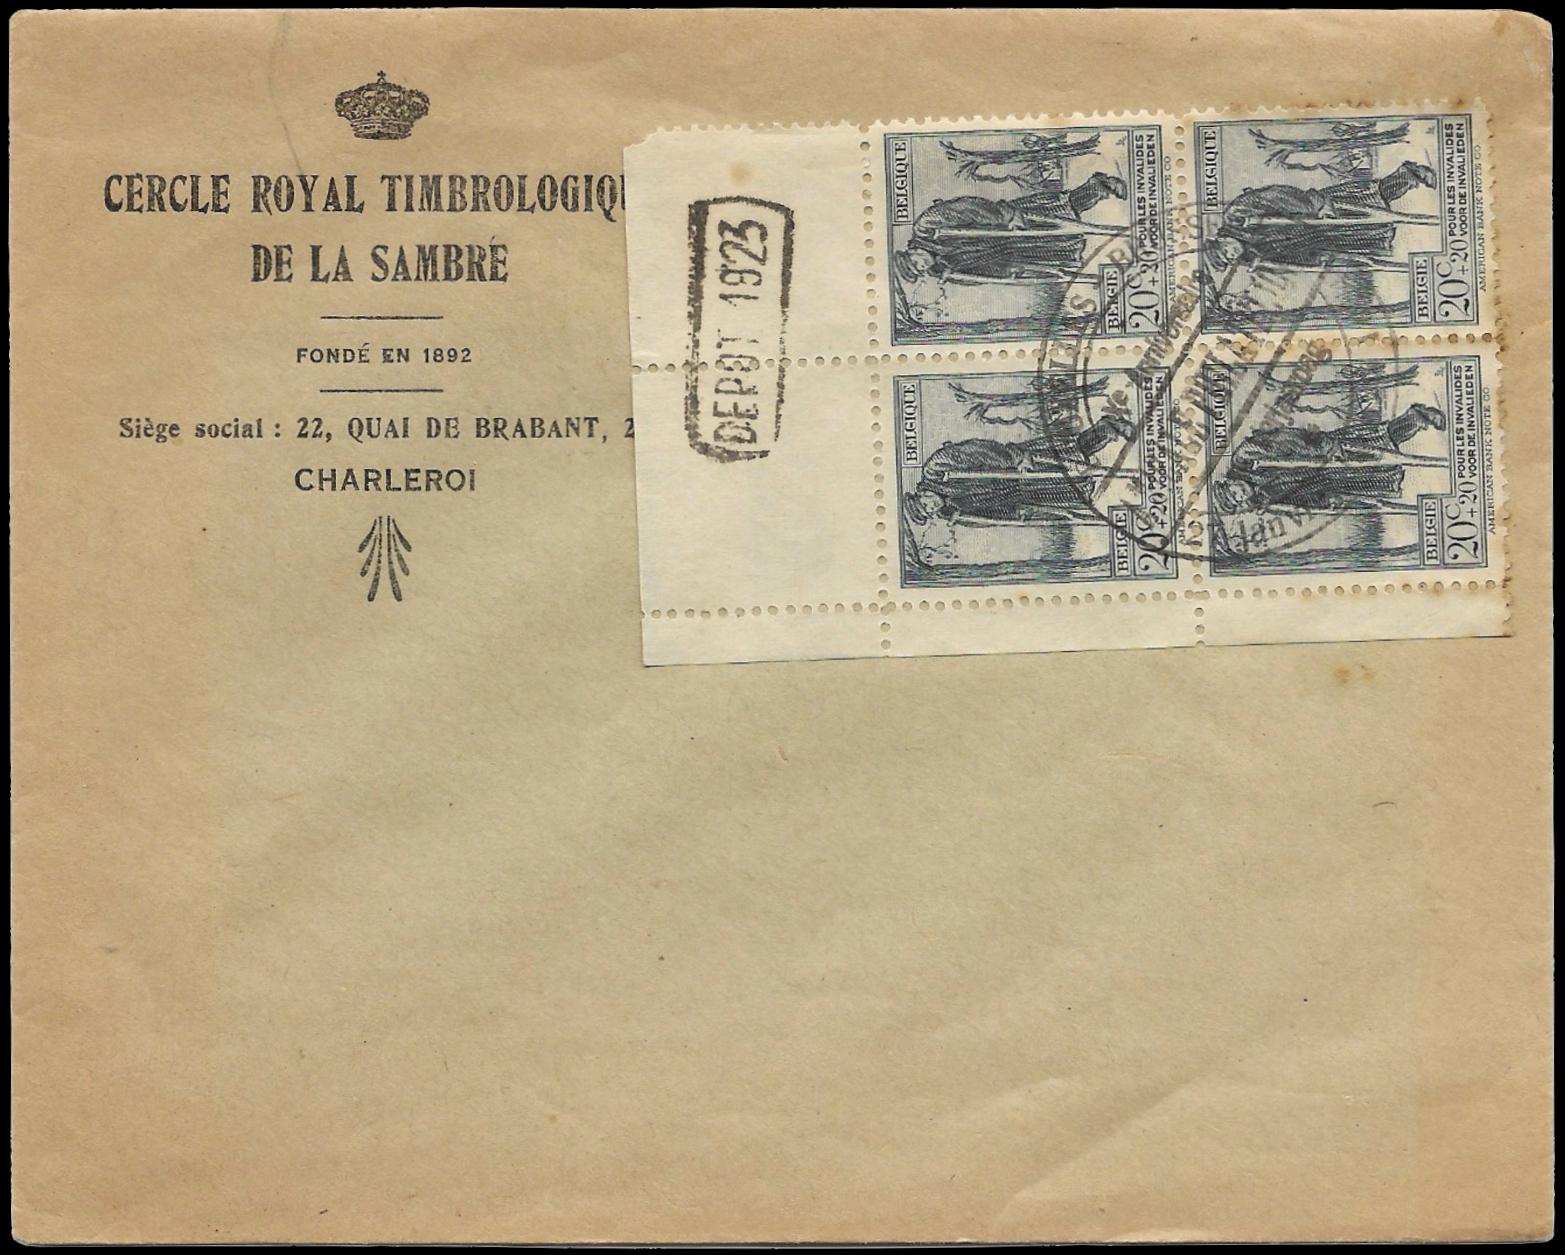 CERCLE ROYAL TIMBROLOGIQU
DE LA SAMBRE
FONDÉ EN 1892
Siège social : 22, QUAI DE BRABANT, 2
CHARLEROI
DEPOT 1923
BELGIQUE
POUR LES INVALIDES
VOOR DE INVALIEDEN
BELGIE
20C + 20
AMERICAN BANK NOTE CO
BELGIQUE
POUR LES INVALIDES
VOOR DE INVALIEDEN
BELGIE
20C + 20
AMERICAN BANK NOTE CO
BELGIQUE
POUR LES INVALIDES
VOOR DE INVALIEDEN
BELGIE
20C + 20
AMERICAN BANK NOTE CO
BELGIQUE
POUR LES INVALIDES
VOOR DE INVALIEDEN
BELGIE
20C + 20
AMERICAN BANK NOTE CO